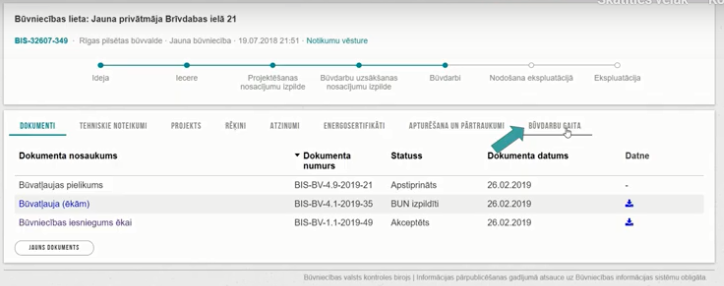 Skatīties vēlāk
Būvniecības lieta: Jauna privātmāja Brīvdabas ielā 21
BIS-32607-349 · Rīgas pilsētas būvvalde · Jauna būvniecība · 19.07.2018 21:51 · Notikumu vēsture
Ideja Iecere Projektēšanas nosacījumu izpilde Būvdarbu uzsākšanas nosacījumu izpilde Būvdarbi Nodošana ekspluatācijā Ekspluatācija
DOKUMENTI TEHNISKIE NOTEIKUMI PROJEKTS RĒĶINI ATZINUMI ENERGOSERTIFIKĀTI APTURĒŠANA UN PĀRTRAUKUMI BŪVDARBU GAITA
Dokumenta nosaukums Dokumenta numurs Statuss Dokumenta datums Datne
Būvatļaujas pielikums BIS-BV-4.9-2019-21 Apstiprināts 26.02.2019 -
Būvatļauja (ēkām) BIS-BV-4.1-2019-35 BUN izpildīti 26.02.2019
Būvniecības iesniegums ēkai BIS-BV-1.1-2019-49 Akceptēts 26.02.2019
JAUNS DOKUMENTS
Būvniecības valsts kontroles birojs | Informācijas pārpublicēšanas gadījumā atsauce uz Būvniecības informācijas sistēmu obligāta.